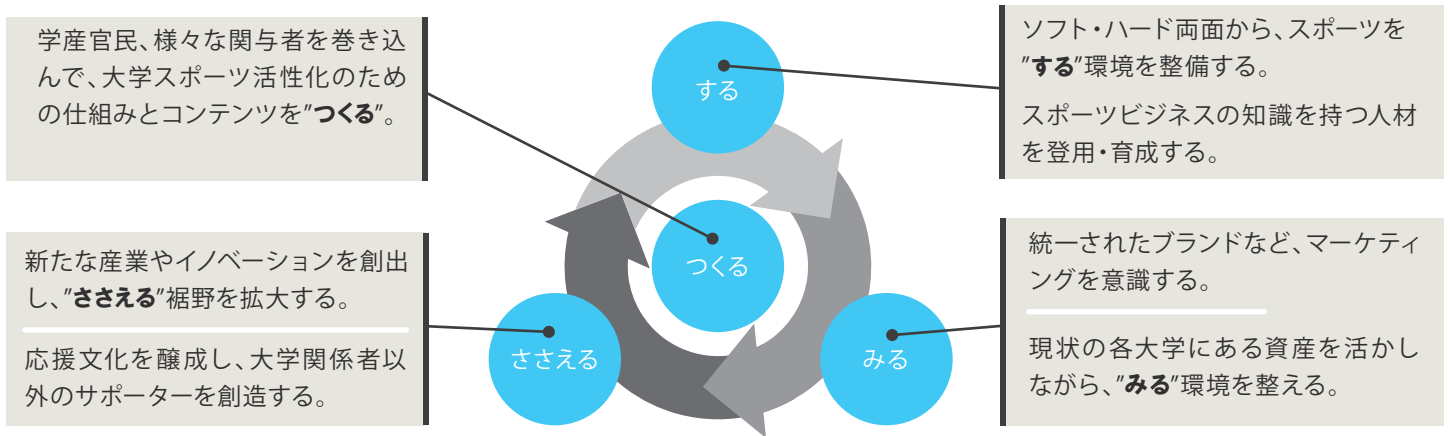 学産官民、様々な関与者を巻き込
んで、大学スポーツ活性化のため
の仕組みとコンテンツを"つくる"。
ソフト・ハード両面から、スポーツを
"する"環境を整備する。
スポーツビジネスの知識を持つ人材
を登用・育成する。
する
つくる
ささえる
みる
新たな産業やイノベーションを創出
し、"ささえる"裾野を拡大する。
応援文化を醸成し、大学関係者以
外のサポーターを創造する。
統一されたブランドなど、マーケティ
ングを意識する。
現状の各大学にある資産を活かし
ながら、"みる"環境を整える。